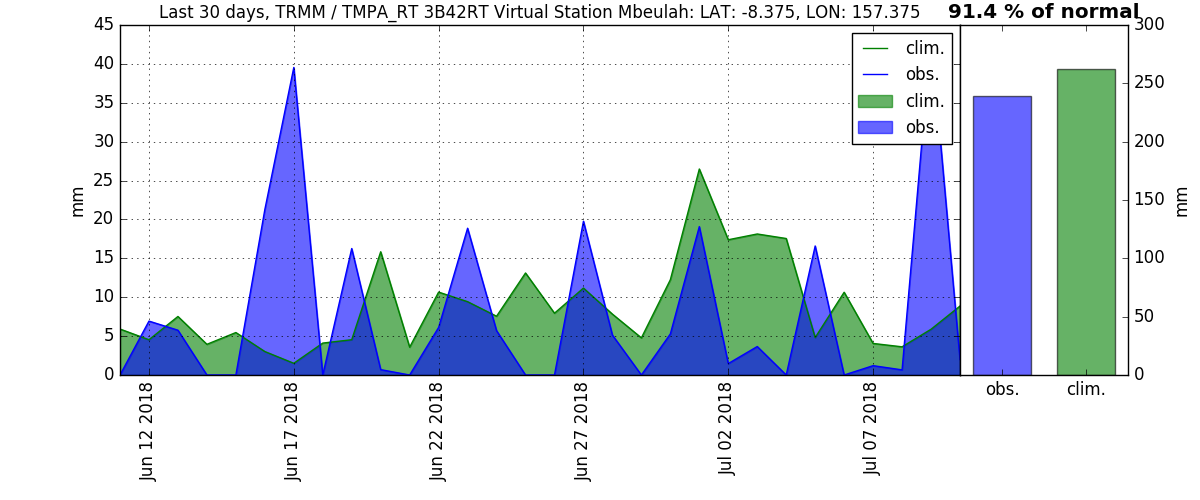 Last 30 days, TRMM / TMPA_RT 3B42RT Virtual Station Mbeulah: LAT: -8.375, LON: 157.375
91.4 % of normal
45
40
35
30
25
20
15
10
5
0
mm
clim.
obs.
clim.
obs.
Jun 12 2018
Jun 17 2018
Jun 22 2018
Jun 27 2018
Jul 02 2018
Jul 07 2018
300
250
200
150
100
50
0
mm
obs.
clim.